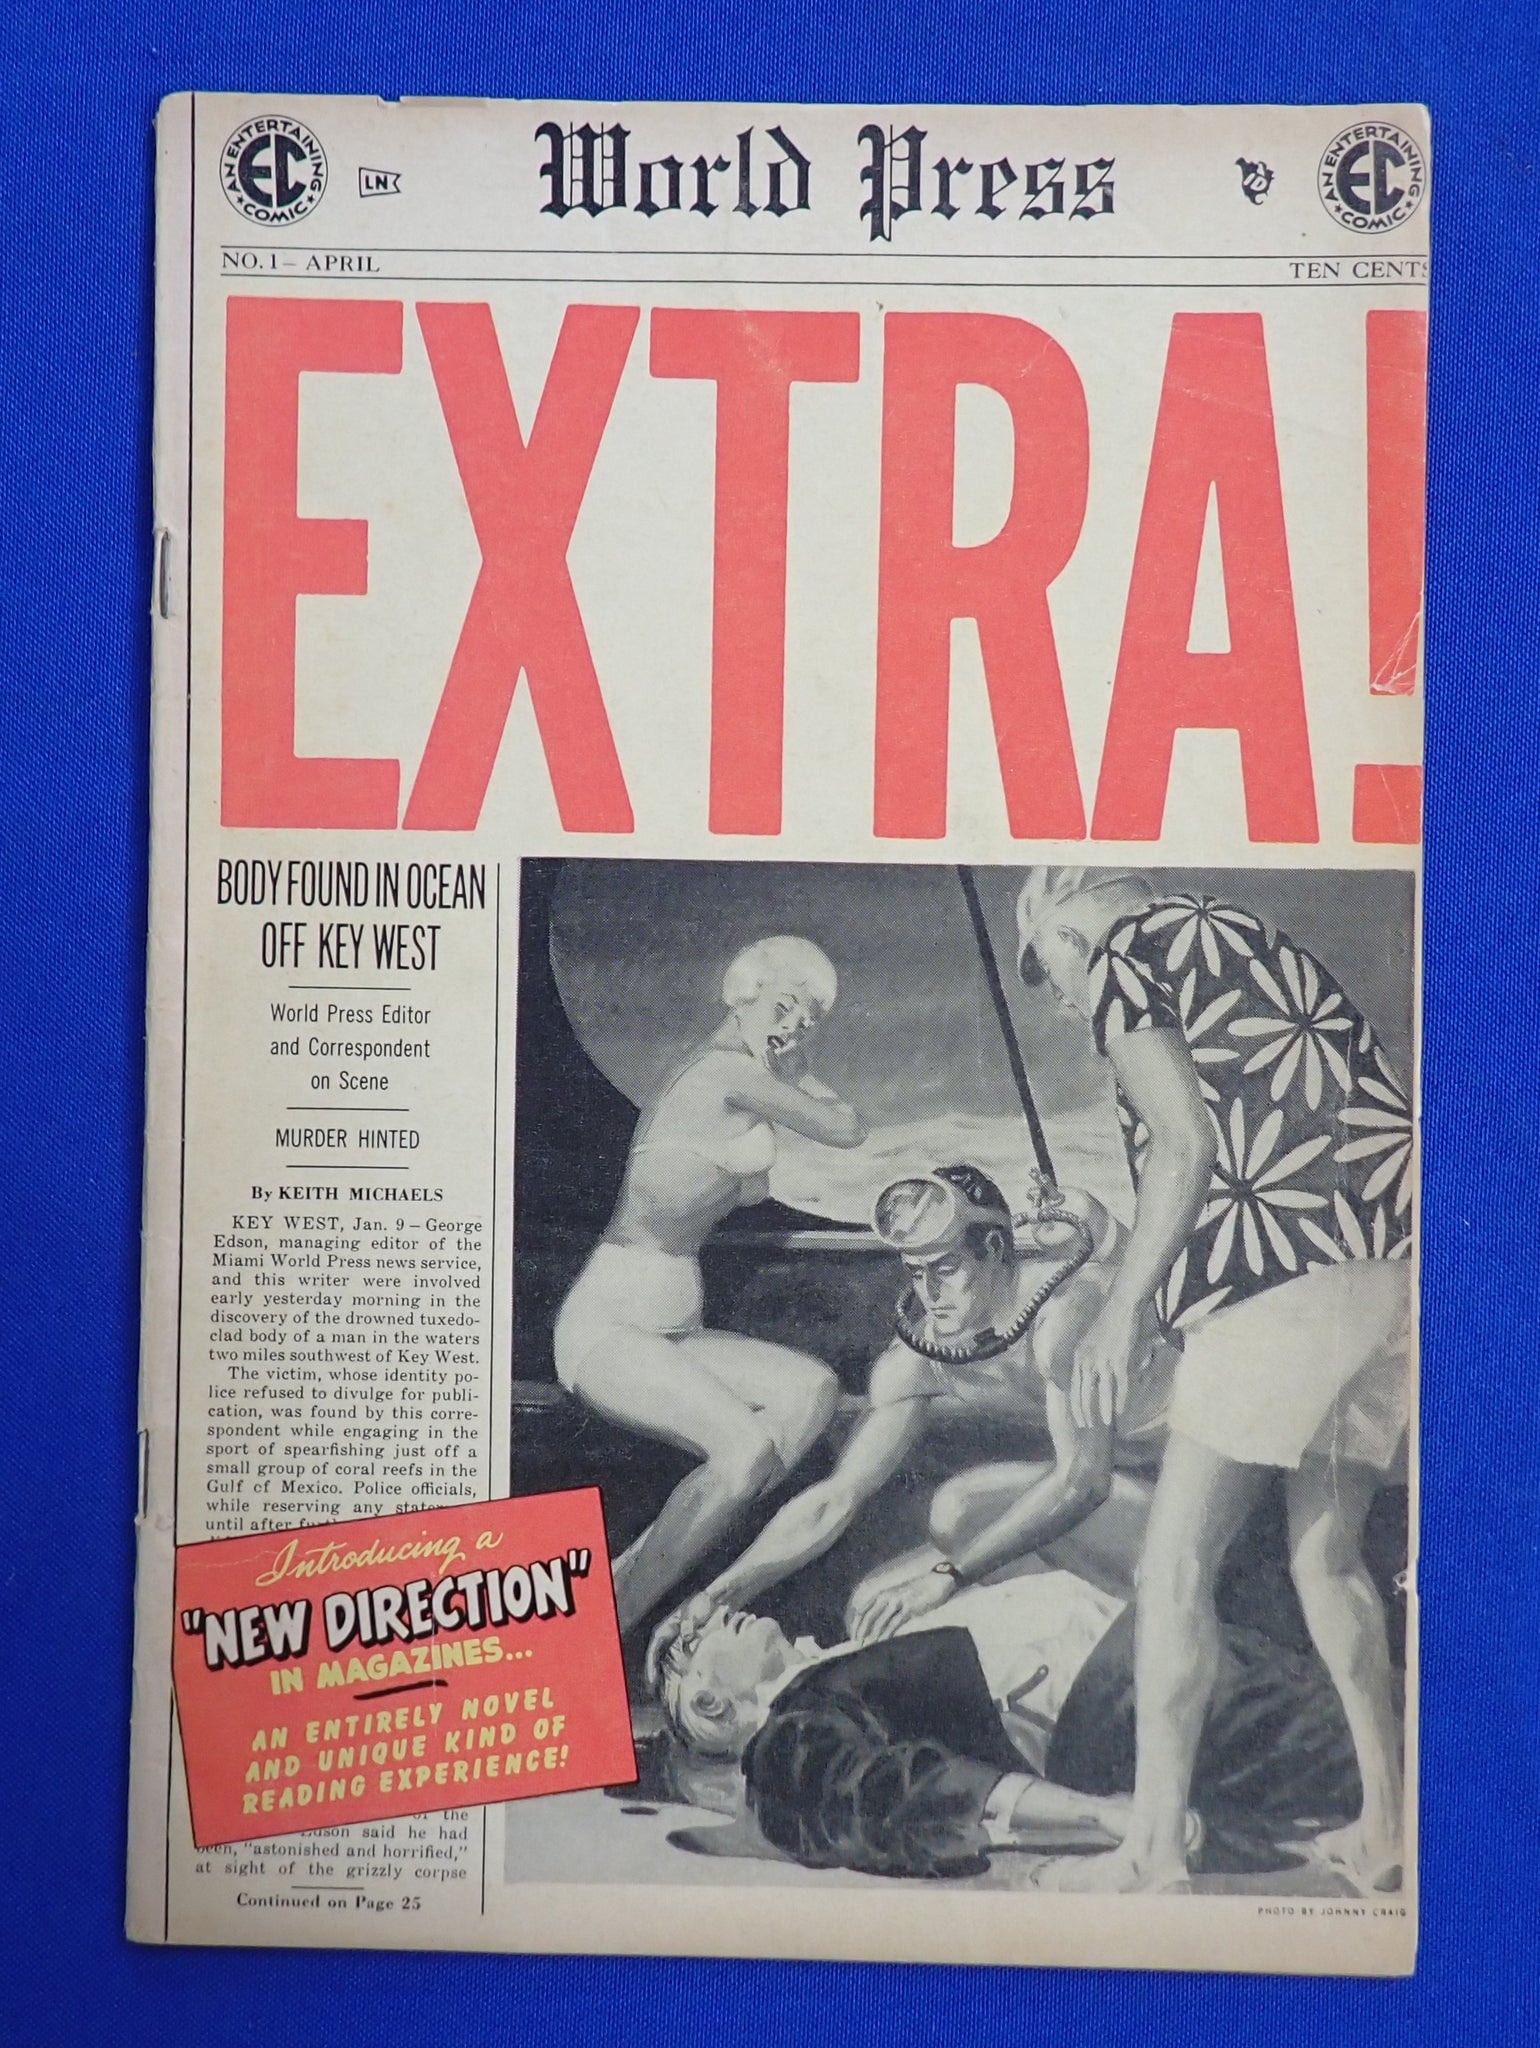 AN ENTERTAINING
EC
COMIC
LN
World Press
AN ENTERTAINING
EC
COMIC
NO. 1 – APRIL
TEN CENTS
EXTRA!
BODY FOUND IN OCEAN
OFF KEY WEST
World Press Editor
and Correspondent
on Scene
MURDER HINTED
By KEITH MICHAELS
KEY WEST, Jan. 9 – George
Edson, managing editor of the
Miami World Press news service,
and this writer were involved
early yesterday morning in the
discovery of the drowned tuxedo-
clad body of a man in the waters
two miles southwest of Key West.
The victim, whose identity po-
lice refused to divulge for publi-
cation, was found by this corre-
spondent while engaging in the
sport of spearfishing just off a
small group of coral reefs in the
Gulf of Mexico. Police officials,
while reserving any
until after
Introducing a
"NEW DIRECTION"
IN MAGAZINES...
AN ENTIRELY NOVEL
AND UNIQUE KIND OF
READING EXPERIENCE!
of the
said he had
been, "astonished and horrified,"
at sight of the grizzly corpse
Continued on Page 25
PHOTO BY JOHNNY CRAIG